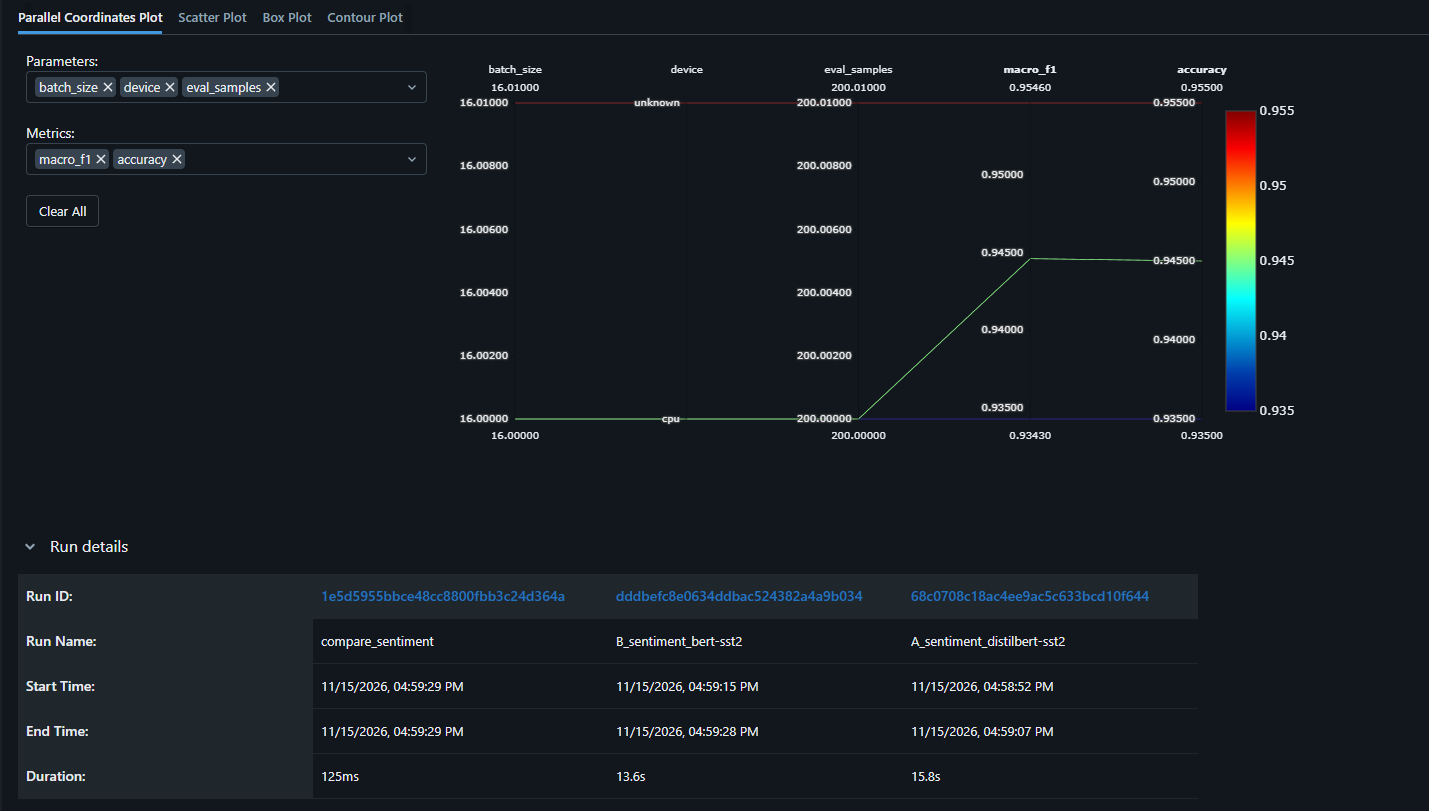 Parallel Coordinates Plot Scatter Plot Box Plot Contour Plot
Parameters:
batch_size × device × eval_samples ×
Metrics:
macro_f1 × accuracy ×
Clear All
batch_size device eval_samples macro_f1 accuracy
16.01000 200.01000 0.95460 0.95500
16.01000 unknown 200.01000 0.95500
0.955
16.00800 200.00800 0.95000 0.95000
0.95
16.00600 200.00600
0.94500 0.94500
0.945
16.00400 200.00400
0.94000 0.94000
0.94
16.00200 200.00200
0.93500
16.00000 cpu 200.00000 0.93500
0.935
16.00000 200.00000 0.93430 0.93500
Run details
Run ID: 1e5d5955bbce48cc8800fbb3c24d364a dddbefc8e0634ddbac524382a4a9b034 68c0708c18ac4ee9ac5c633bcd10f644
Run Name: compare_sentiment B_sentiment_bert-sst2 A_sentiment_distilbert-sst2
Start Time: 11/15/2026, 04:59:29 PM 11/15/2026, 04:59:15 PM 11/15/2026, 04:58:52 PM
End Time: 11/15/2026, 04:59:29 PM 11/15/2026, 04:59:28 PM 11/15/2026, 04:59:07 PM
Duration: 125ms 13.6s 15.8s